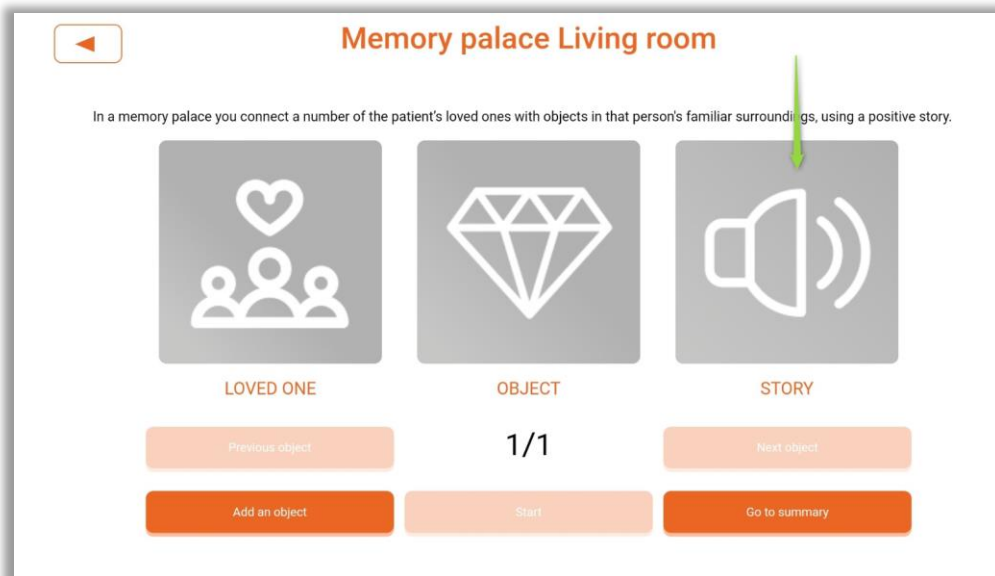 Memory palace Living room
In a memory palace you connect a number of the patient's loved ones with objects in that person's familiar surroundings, using a positive story.
LOVED ONE
OBJECT
STORY
Previous object
1/1
Next object
Add an object
Start
Go to summary